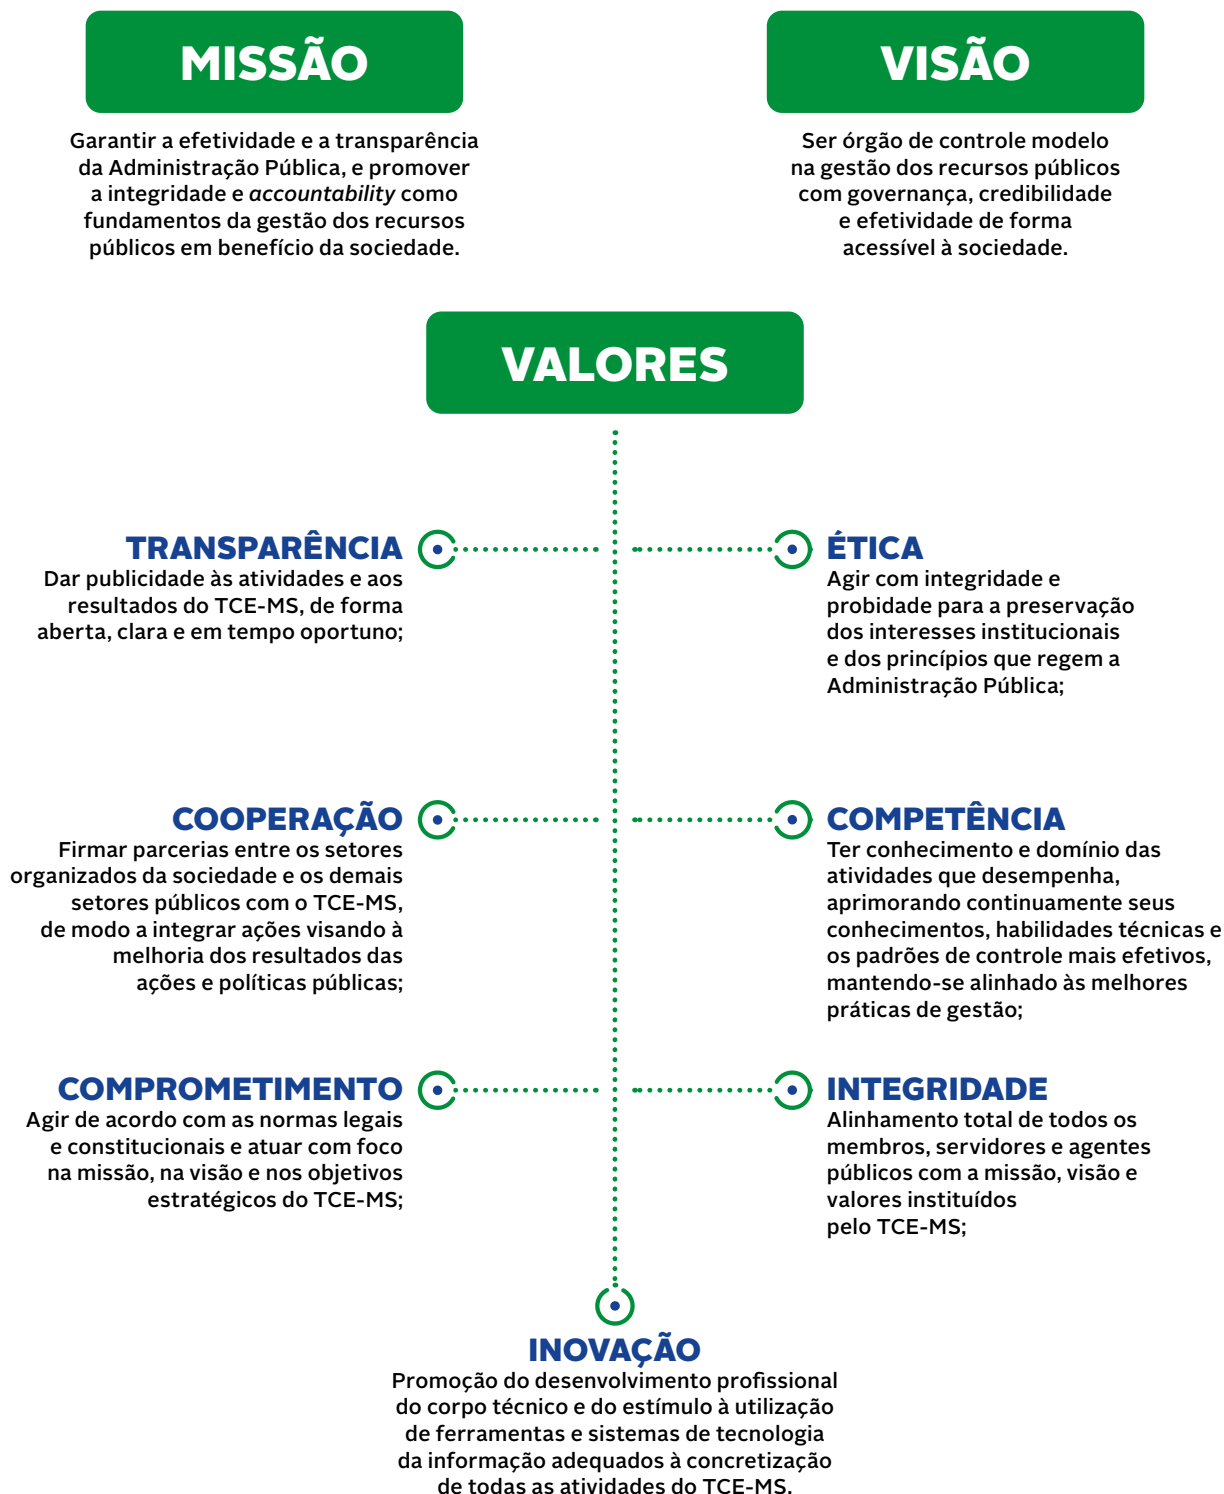 MISSÃO
Garantir a efetividade e a transparência
da Administração Pública, e promover
a integridade e accountability como
fundamentos da gestão dos recursos
públicos em benefício da sociedade.
VISÃO
Ser órgão de controle modelo
na gestão dos recursos públicos
com governança, credibilidade
e efetividade de forma
acessível à sociedade.
VALORES
TRANSPARÊNCIA
Dar publicidade às atividades e aos
resultados do TCE-MS, de forma
aberta, clara e em tempo oportuno;
ÉTICA
Agir com integridade e
probidade para a preservação
dos interesses institucionais
e dos princípios que regem a
Administração Pública;
COOPERAÇÃO
Firmar parcerias entre os setores
organizados da sociedade e os demais
setores públicos com o TCE-MS,
de modo a integrar ações visando à
melhoria dos resultados das
ações e políticas públicas;
COMPETÊNCIA
Ter conhecimento e domínio das
atividades que desempenha,
aprimorando continuamente seus
conhecimentos, habilidades técnicas e
os padrões de controle mais efetivos,
mantendo-se alinhado às melhores
práticas de gestão;
COMPROMETIMENTO
Agir de acordo com as normas legais
e constitucionais e atuar com foco
na missão, na visão e nos objetivos
estratégicos do TCE-MS;
INTEGRIDADE
Alinhamento total de todos os
membros, servidores e agentes
públicos com a missão, visão e
valores instituídos
pelo TCE-MS;
INOVAÇÃO
Promoção do desenvolvimento profissional
do corpo técnico e do estímulo à utilização
de ferramentas e sistemas de tecnologia
da informação adequados à concretização
de todas as atividades do TCE-MS.